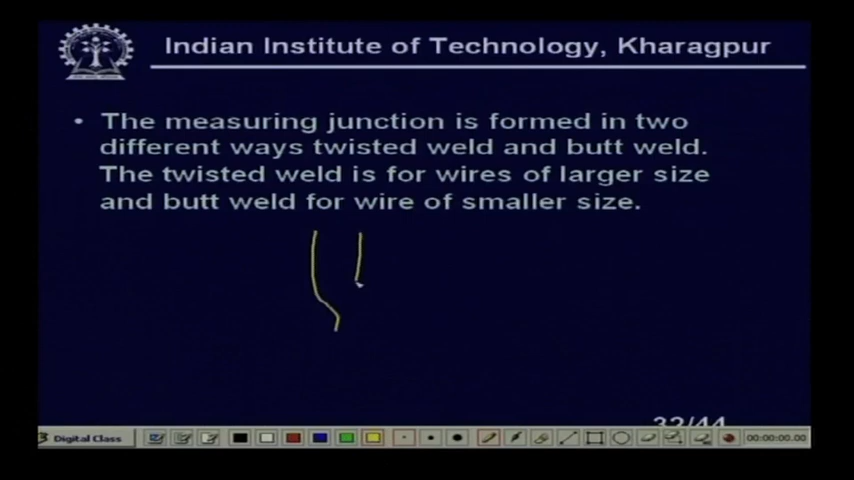 Indian Institute of Technology, Kharagpur
• The measuring junction is formed in two
different ways twisted weld and butt weld.
The twisted weld is for wires of larger size
and butt weld for wire of smaller size.
32/44
Digital Class
00:00:00.00